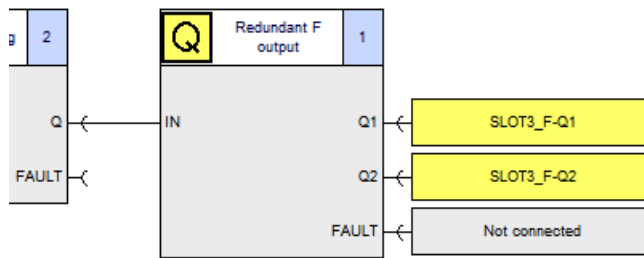 g 2
Q
FAULT
Q Redundant F
output 1
IN
Q1 SLOT3_F-Q1
Q2 SLOT3_F-Q2
FAULT Not connected